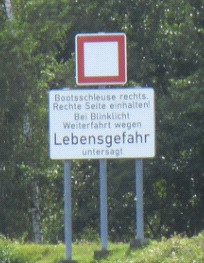 Bootsschleuse rechts.
Rechte Seite einhalten!
Bei Blinklicht
Weiterfahrt wegen
Lebensgefahr
untersagt